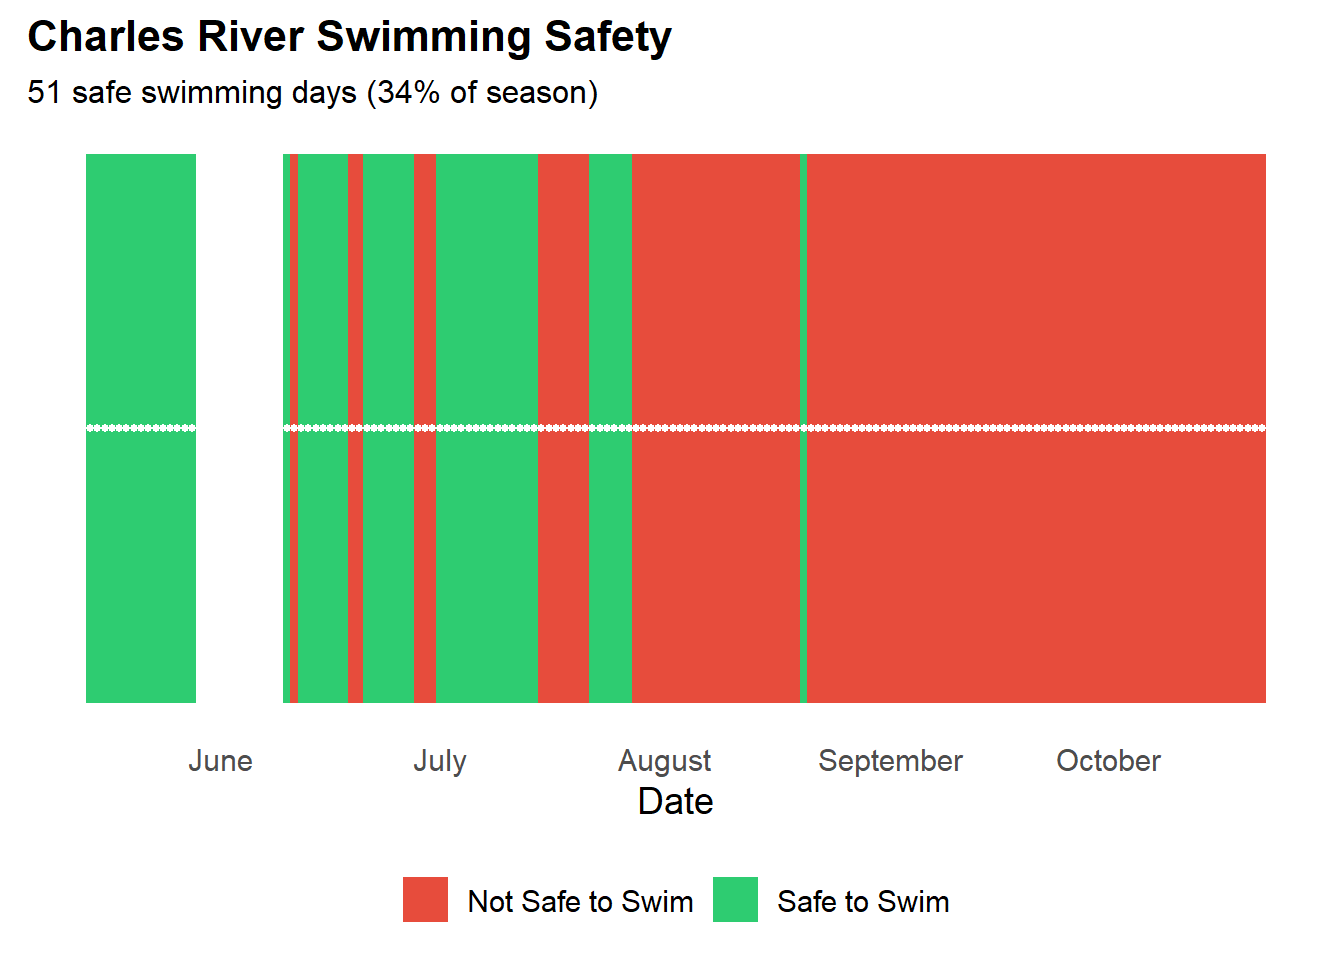 Charles River Swimming Safety
51 safe swimming days (34% of season)
June July August September October
Date
Not Safe to Swim Safe to Swim